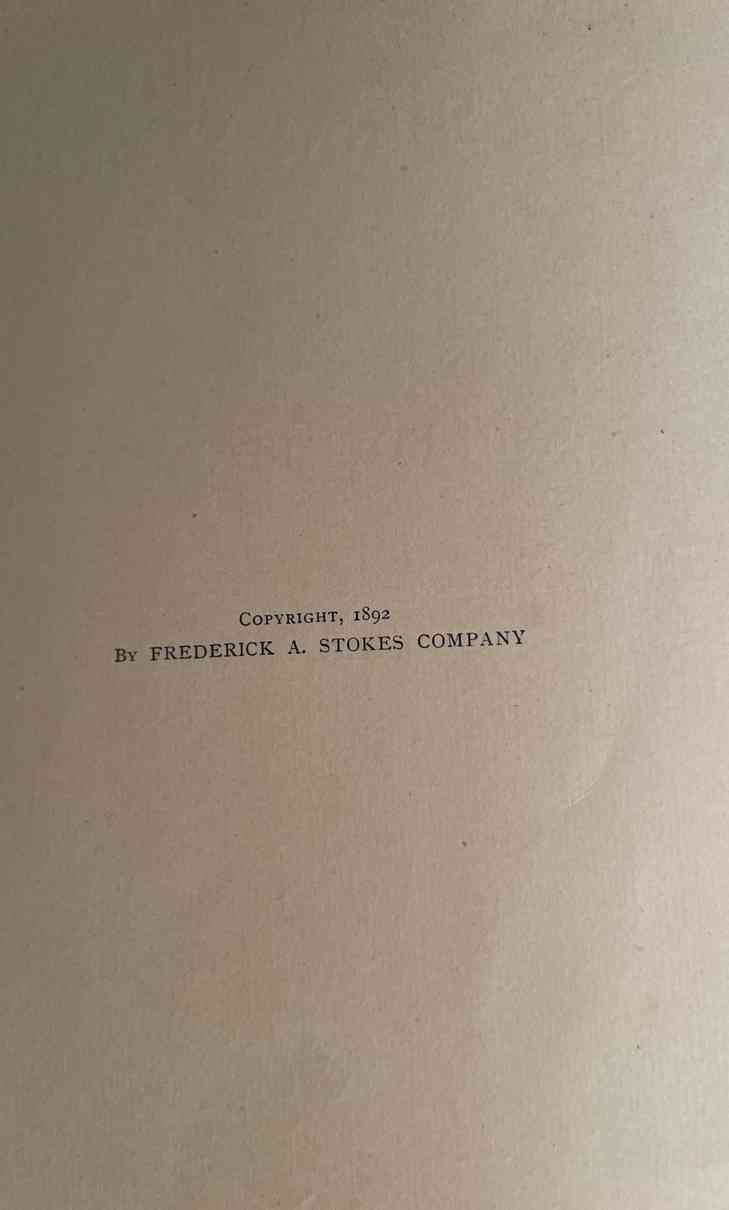 Copyright, 1892
By FREDERICK A. STOKES COMPANY